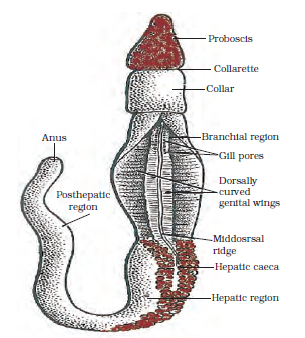 Proboscis
Collarette
Collar
Anus
Branchial region
Gill pores
Dorsally
curved
genital wings
Posthepatic
region
Middosrsal
ridge
Hepatic caeca
Hepatic region